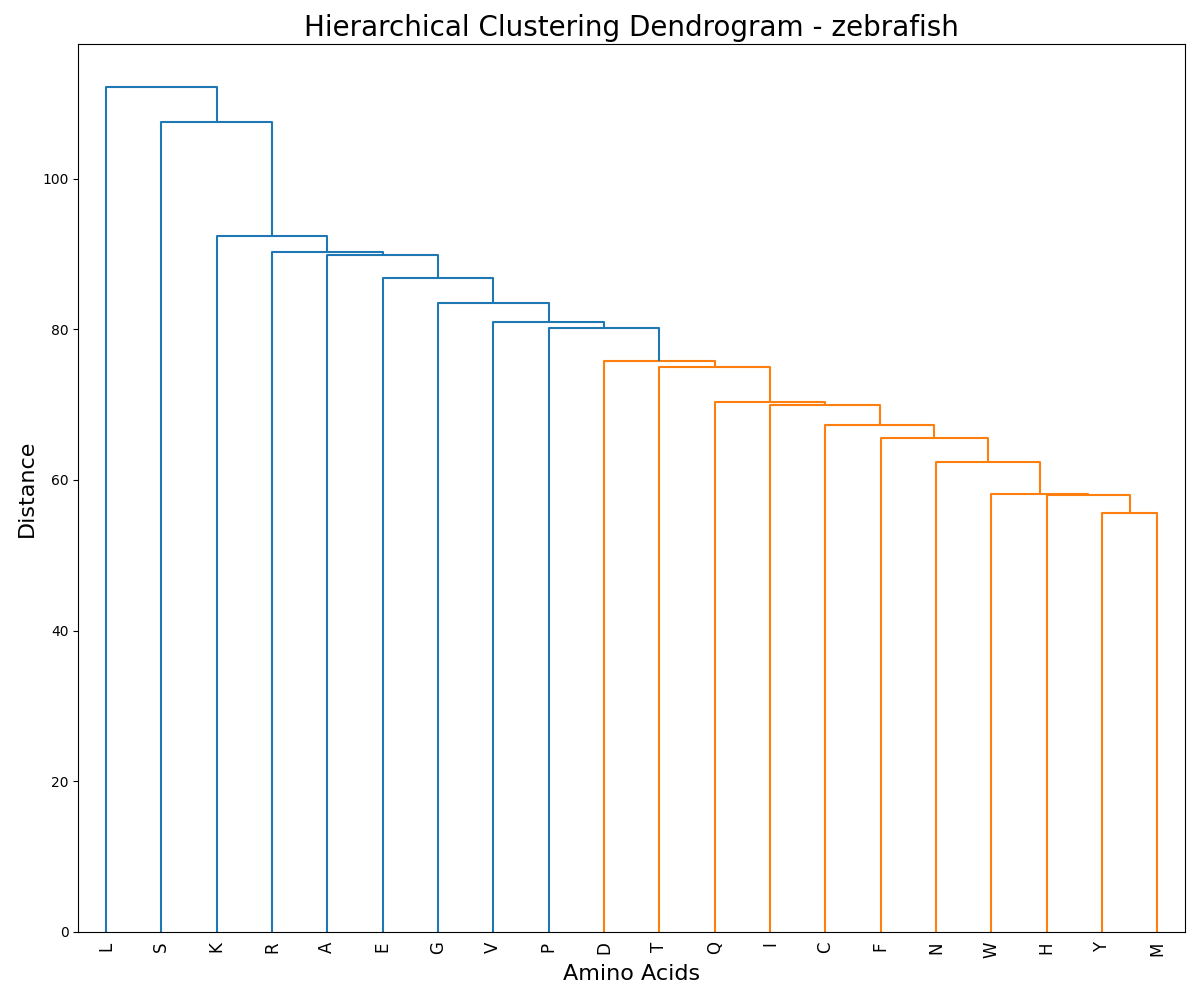 Hierarchical Clustering Dendrogram - zebrafish
Distance
100
80
60
40
20
0
L S K R A E G V P D T Q I C F N W H Y M
Amino Acids